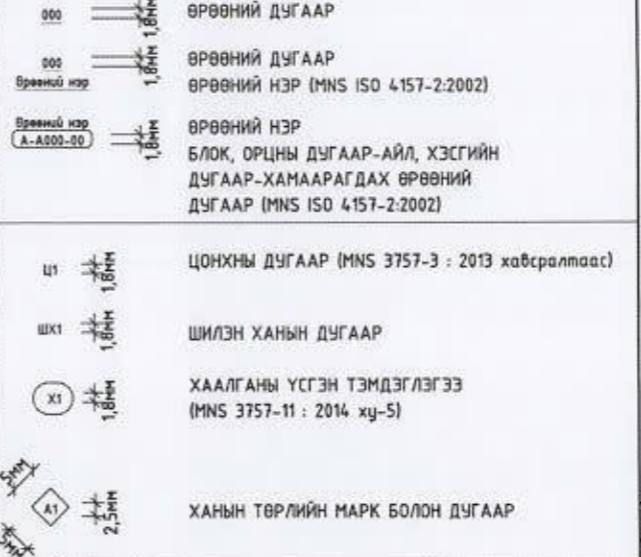 000 1,8мм ӨРӨӨНИЙ ДУГААР
000 1,8мм ӨРӨӨНИЙ ДУГААР
Өрөөний нэр ӨРӨӨНИЙ НЭР (MNS ISO 4157-2:2002)
Өрөөний нэр ӨРӨӨНИЙ НЭР
А-А000-00 1,8мм БЛОК, ОРЦНЫ ДУГААР-АЙЛ, ХЭСГИЙН
ДУГААР-ХАМААРАГДАХ ӨРӨӨНИЙ
ДУГААР (MNS ISO 4157-2:2002)
Ц1 1,8мм ЦОНХНЫ ДУГААР (MNS 3757-3 : 2013 хавсралтаас)
ШХ1 1,8мм ШИЛЭН ХАНЫН ДУГААР
Х1 1,8мм ХААЛГАНЫ ҮСГЭН ТЭМДЭГЛЭГЭЭ
(MNS 3757-11 : 2014 ху-5)
5мм
А1 2,5мм ХАНЫН ТӨРЛИЙН МАРК БОЛОН ДУГААР
5мм